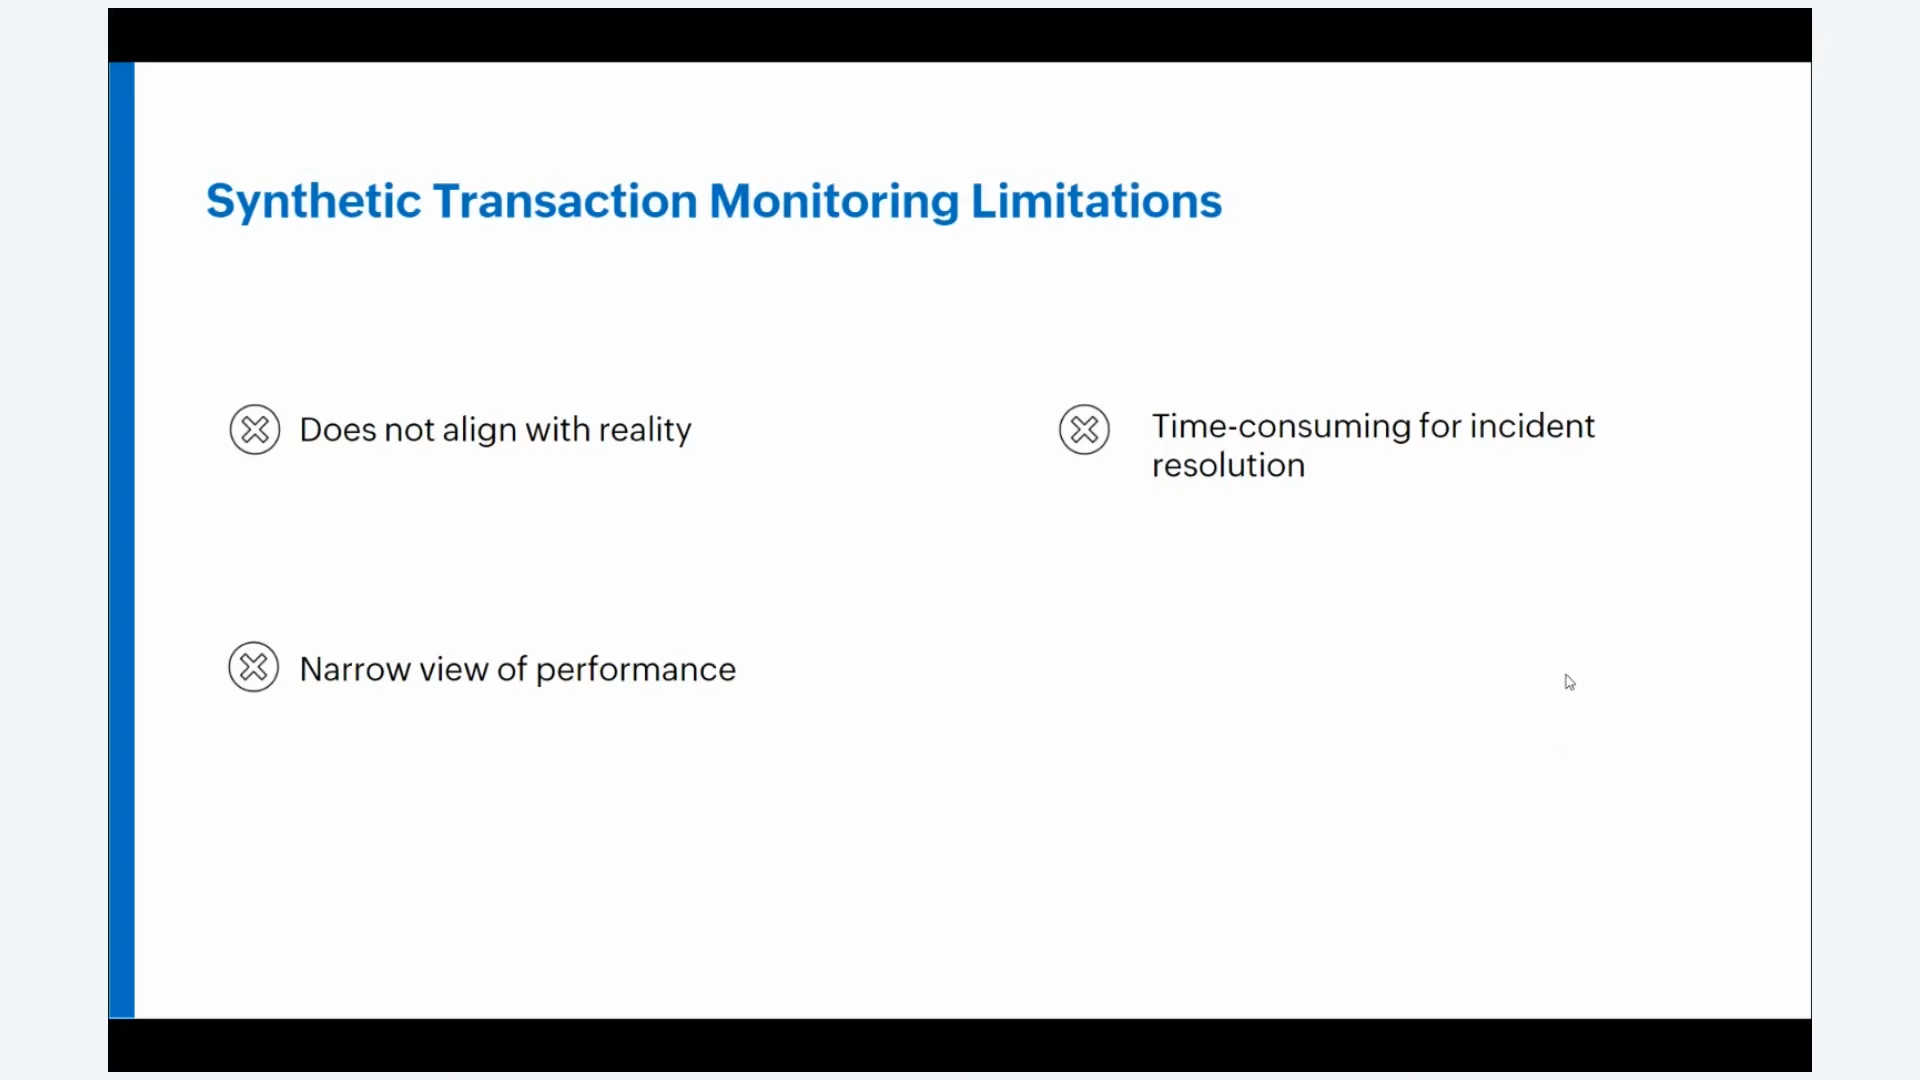 Synthetic Transaction Monitoring Limitations
Does not align with reality
Time-consuming for incident
resolution
Narrow view of performance